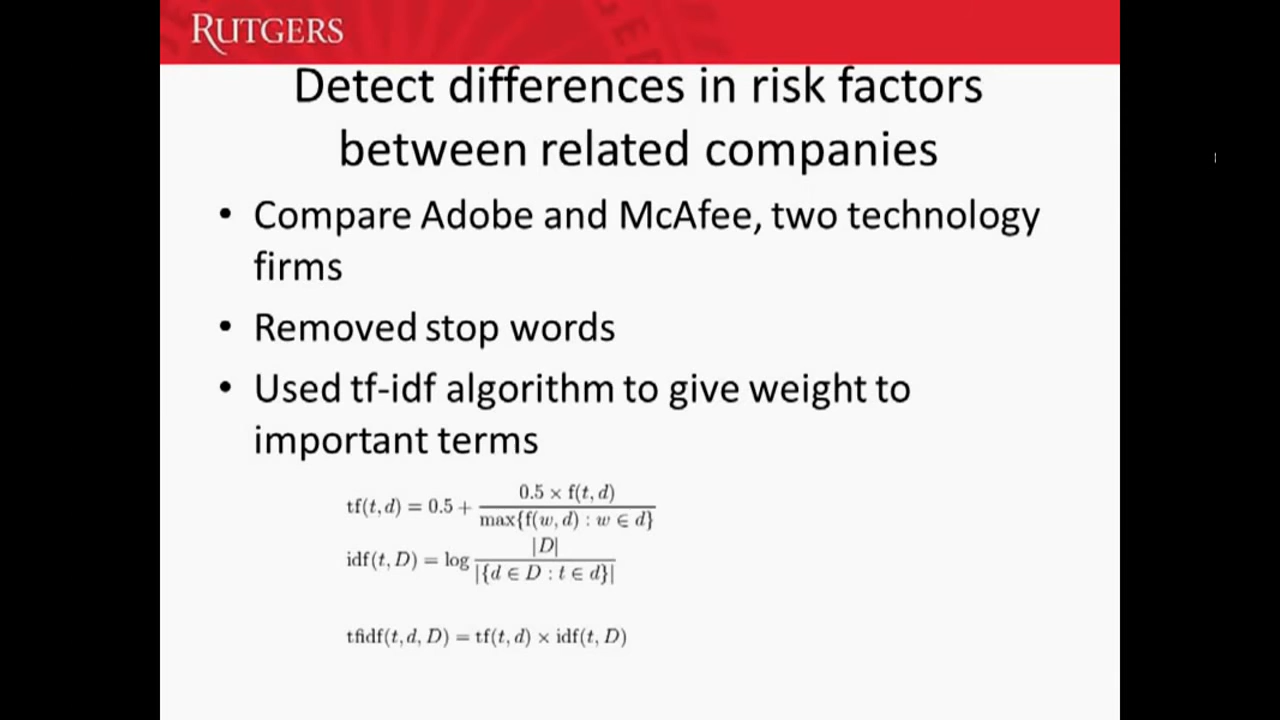 RUTGERS
Detect differences in risk factors
between related companies
• Compare Adobe and McAfee, two technology
firms
• Removed stop words
• Used tf-idf algorithm to give weight to
important terms
tf(t, d) = 0.5 + 0.5 × f(t, d) / max{f(w, d) : w ∈ d}
idf(t, D) = log |D| / |{d ∈ D : t ∈ d}|
tfidf(t, d, D) = tf(t, d) × idf(t, D)